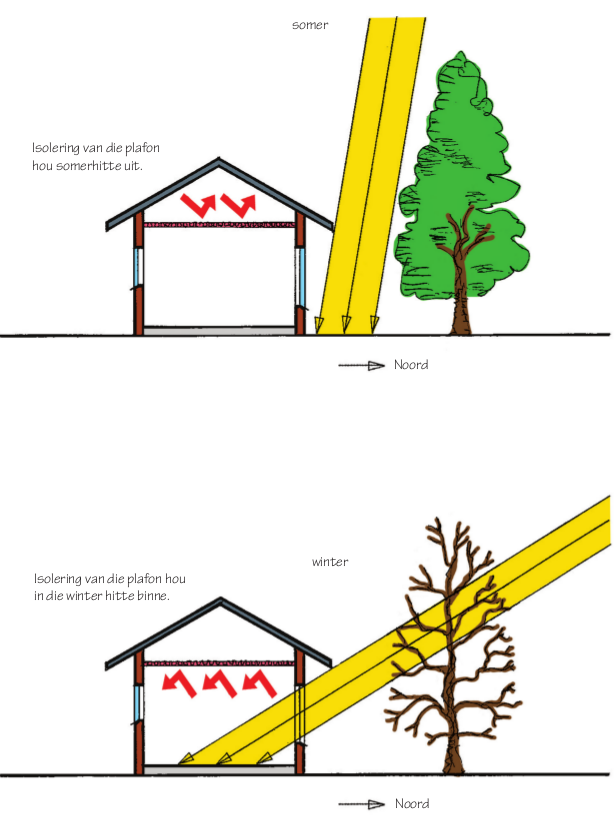 somer
Isolering van die plafon
hou somerhitte uit.
Noord
winter
Isolering van die plafon hou
in die winter hitte binne.
Noord